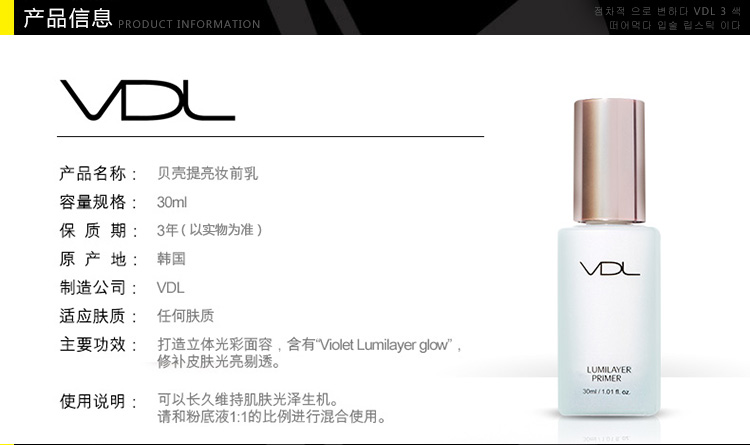 产品信息 PRODUCT INFORMATION
점차적 으로 변하다 VDL 3 색
떠어먹다 입술 립스틱 이다
VDL
产品名称： 贝壳提亮妆前乳
容量规格： 30ml
保 质 期： 3年（以实物为准）
原 产 地： 韩国
制造公司： VDL
适应肤质： 任何肤质
主要功效： 打造立体光彩面容，含有“Violet Lumilayer glow”，
修补皮肤光亮剔透。
使用说明： 可以长久维持肌肤光泽生机。
请和粉底液1:1的比例进行混合使用。
VDL
LUMILAYER
PRIMER
30ml / 1.01 fl. oz.